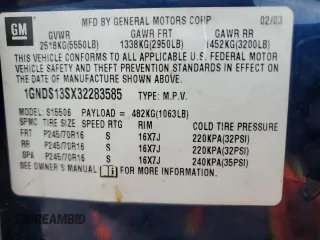 GM
MFD BY GENERAL MOTORS CORP
02/03
GVWR GAWR FRT GAWR RR
2518KG(5550LB) 1338KG(2950LB) 1452KG(3200LB)
THIS VEHICLE CONFORMS TO ALL APPLICABLE U.S. FEDERAL
MOTOR VEHICLE SAFETY STANDARDS IN EFFECT ON THE
DATE OF MANUFACTURE SHOWN ABOVE.
1GNDS13SX32283585 TYPE: M.P.V.
MODEL: S15506 PAYLOAD = 482KG(1063LB)
SPMC TIRE SIZE SPEED RTG RIM COLD TIRE PRESSURE
FRT P245/70R16 S 16X7J 220KPA(32PSI)
RR P245/70R16 S 16X7J 220KPA(32PSI)
SPA P245/70R16 S 16X7J 240KPA(35PSI)
SEE OWNER'S MANUAL FOR MORE INFORMATION.
AUTOBIDMASTER